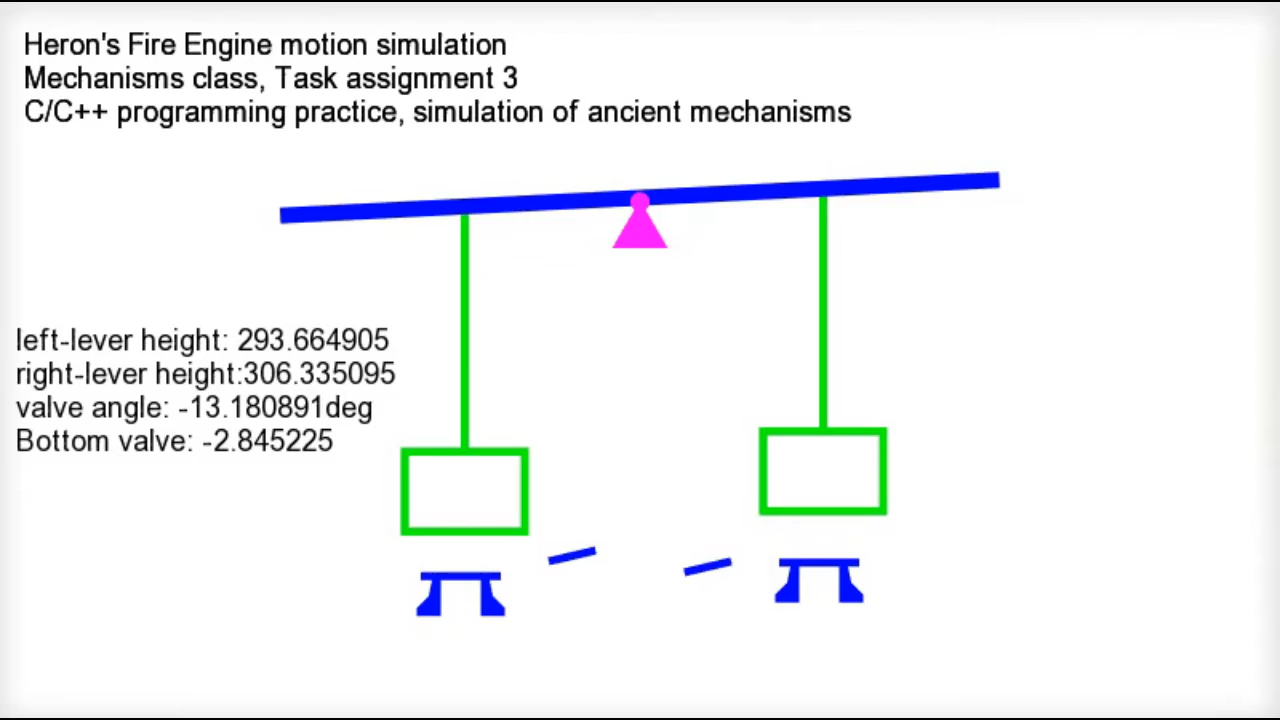 Heron's Fire Engine motion simulation
Mechanisms class, Task assignment 3
C/C++ programming practice, simulation of ancient mechanisms
left-lever height: 293.664905
right-lever height:306.335095
valve angle: -13.180891deg
Bottom valve: -2.845225